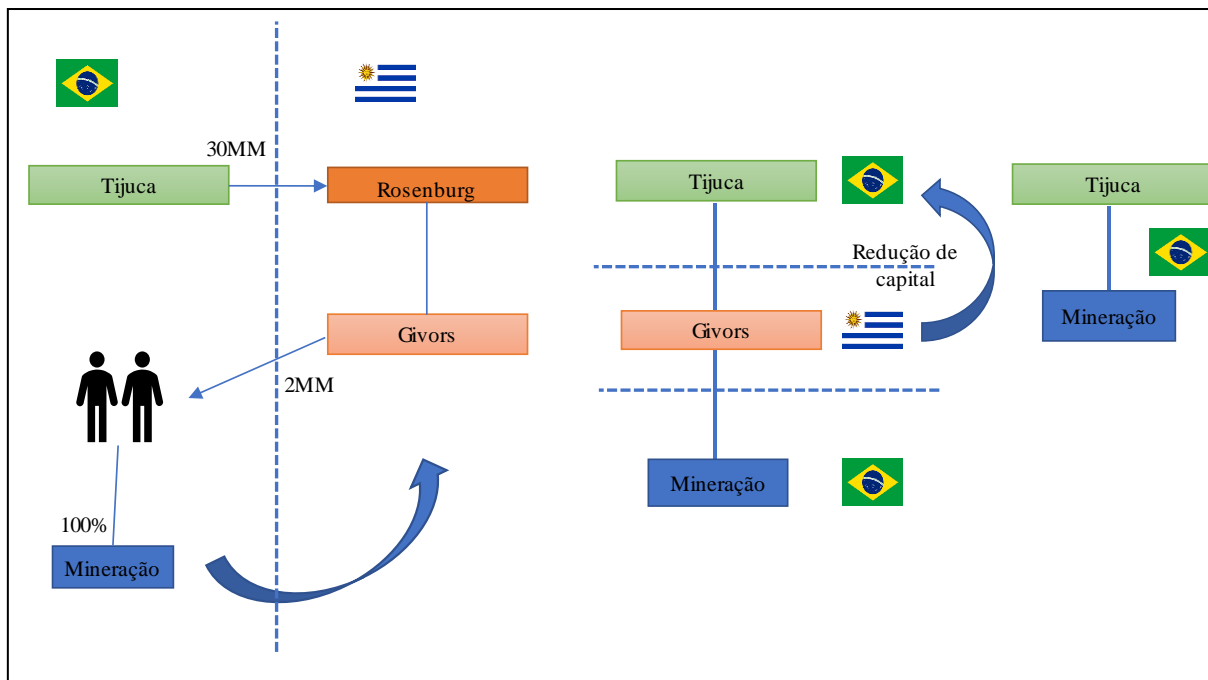 30MM
Tijuca
Rosenburg
Givors
2MM
100%
Mineração
Tijuca
Redução de
capital
Givors
Mineração
Tijuca
Mineração